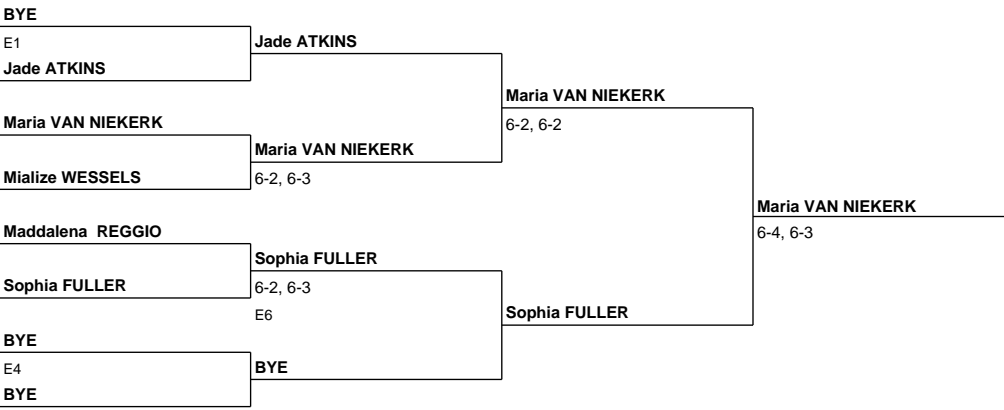 BYE
E1
Jade ATKINS
Jade ATKINS
Maria VAN NIEKERK
6-2, 6-2
Maria VAN NIEKERK
Maria VAN NIEKERK
6-2, 6-3
Mialize WESSELS
Maria VAN NIEKERK
6-4, 6-3
Maddalena REGGIO
Sophia FULLER
6-2, 6-3
E6
Sophia FULLER
Sophia FULLER
BYE
E4
BYE
BYE